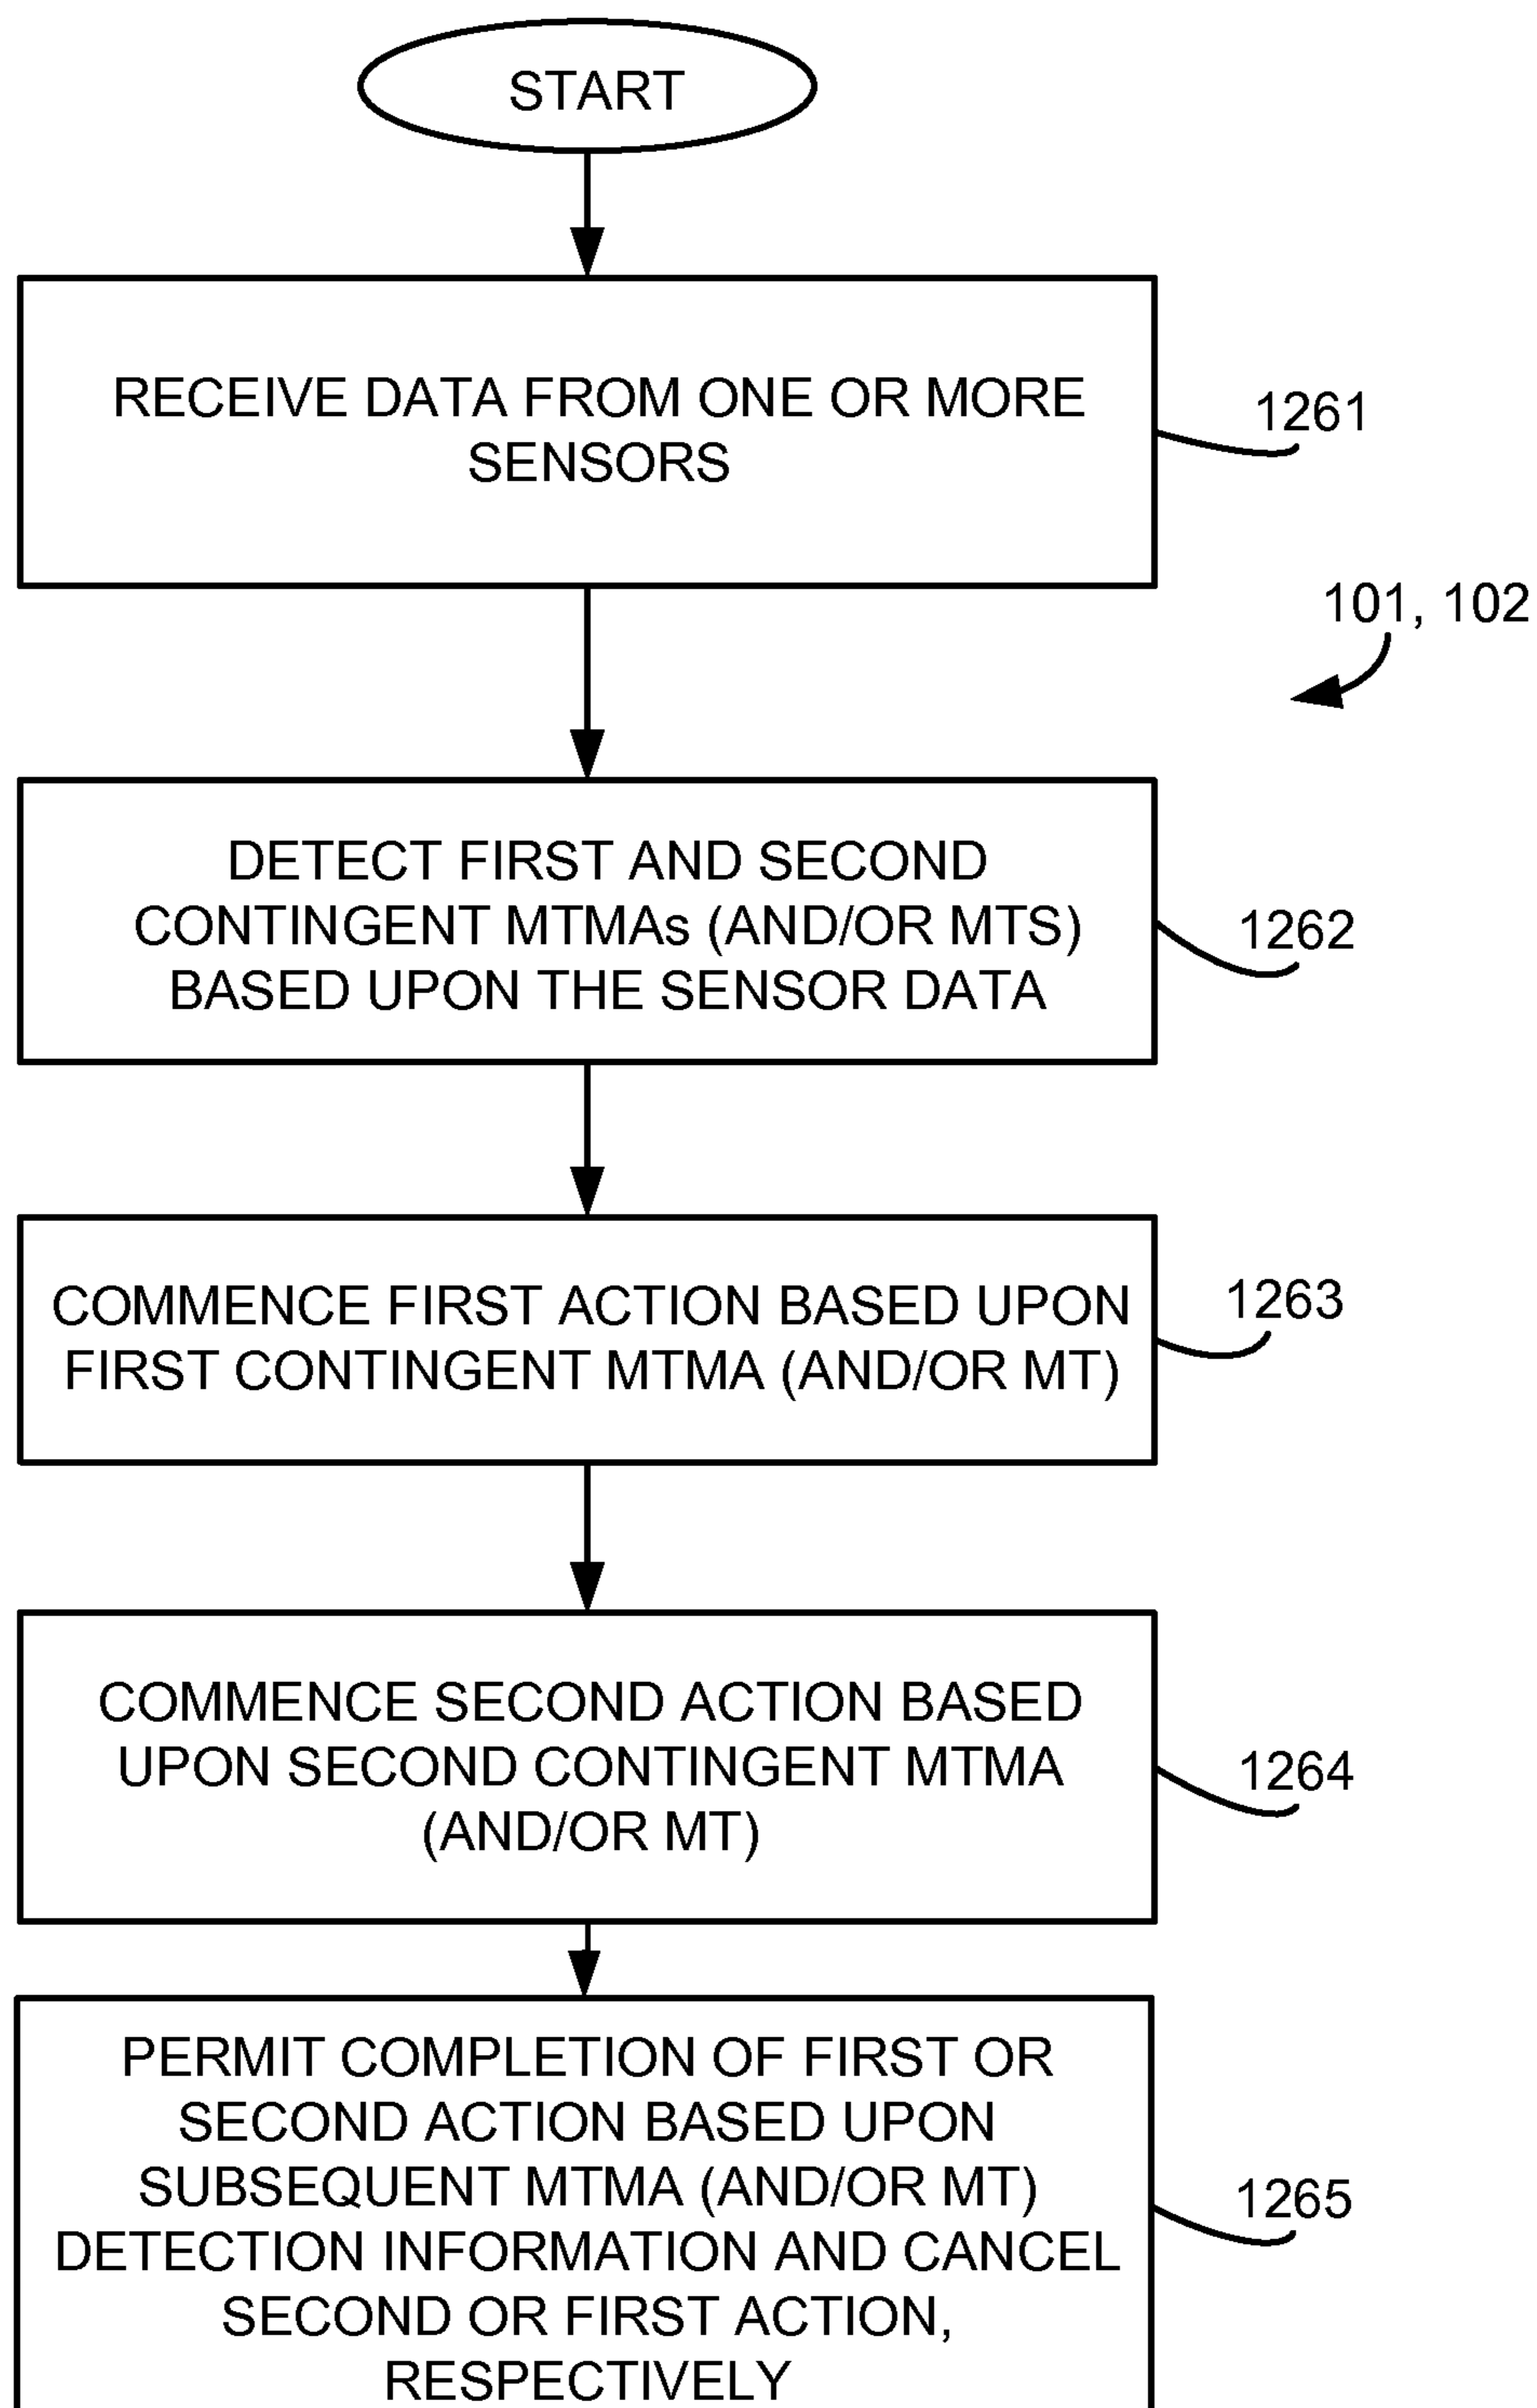 START
RECEIVE DATA FROM ONE OR MORE
SENSORS
1261
101, 102
DETECT FIRST AND SECOND
CONTINGENT MTMAs (AND/OR MTS)
BASED UPON THE SENSOR DATA
1262
COMMENCE FIRST ACTION BASED UPON
FIRST CONTINGENT MTMA (AND/OR MT)
1263
COMMENCE SECOND ACTION BASED
UPON SECOND CONTINGENT MTMA
(AND/OR MT)
1264
PERMIT COMPLETION OF FIRST OR
SECOND ACTION BASED UPON
SUBSEQUENT MTMA (AND/OR MT)
DETECTION INFORMATION AND CANCEL
SECOND OR FIRST ACTION,
RESPECTIVELY
1265